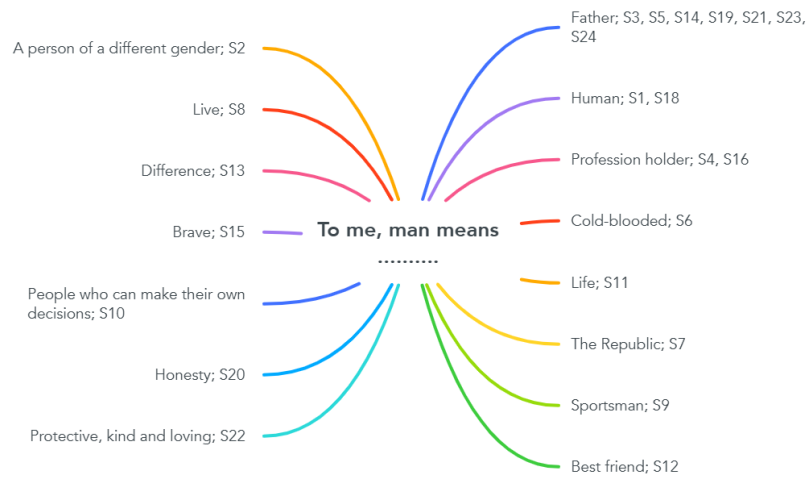 A person of a different gender; S2
Live; S8
Difference; S13
Brave; S15
People who can make their own
decisions; S10
Honesty; S20
Protective, kind and loving; S22
To me, man means
..........
Father; S3, S5, S14, S19, S21, S23,
S24
Human; S1, S18
Profession holder; S4, S16
Cold-blooded; S6
Life; S11
The Republic; S7
Sportsman; S9
Best friend; S12